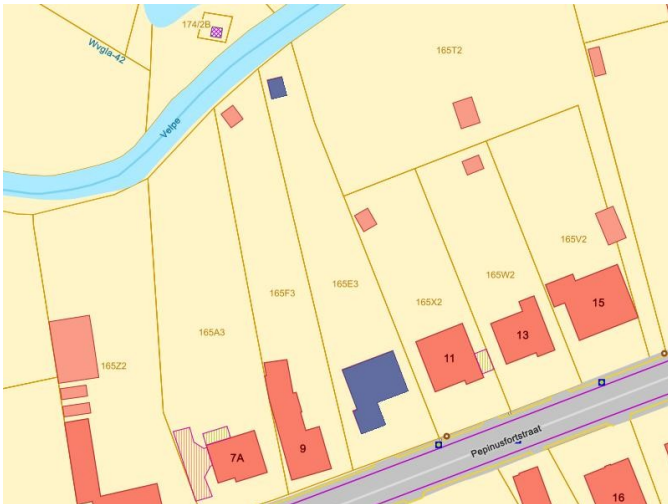 174/2B
Wvgla-42
165T2
Velpe
165V2
165W2
165E3
165F3
165X2
165A3
15
13
11
165Z2
Pepinusfortstraat
9
7A
16